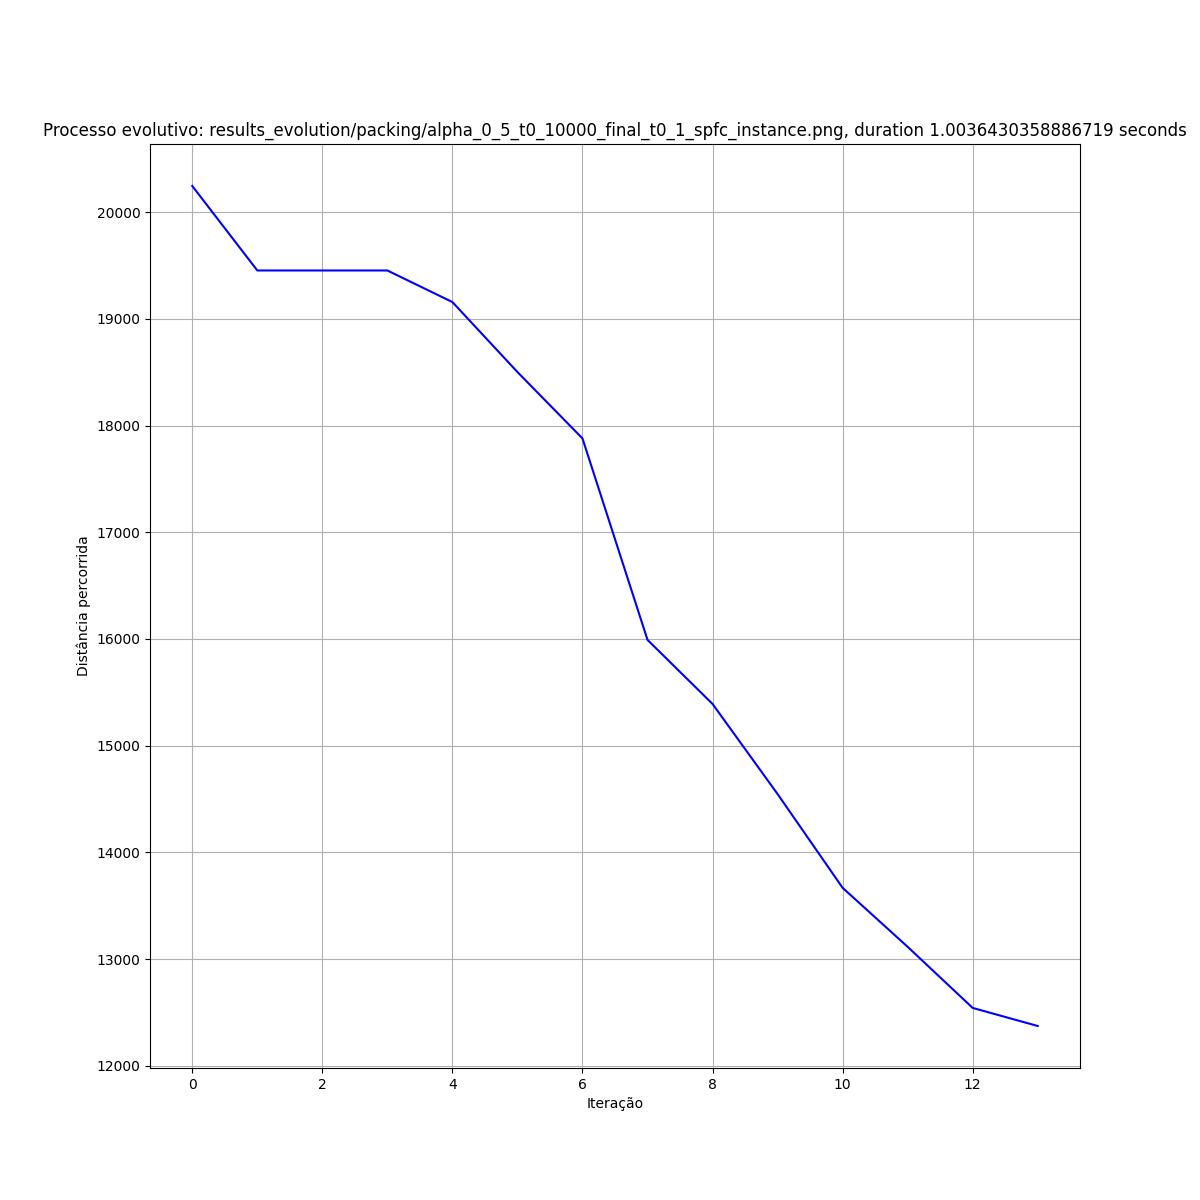 Processo evolutivo: results_evolution/packing/alpha_0_5_t0_10000_final_t0_1_spfc_instance.png, duration 1.0036430358886719 seconds
20000
19000
18000
17000
16000
15000
14000
13000
12000
Distância percorrida
0 2 4 6 8 10 12
Iteração